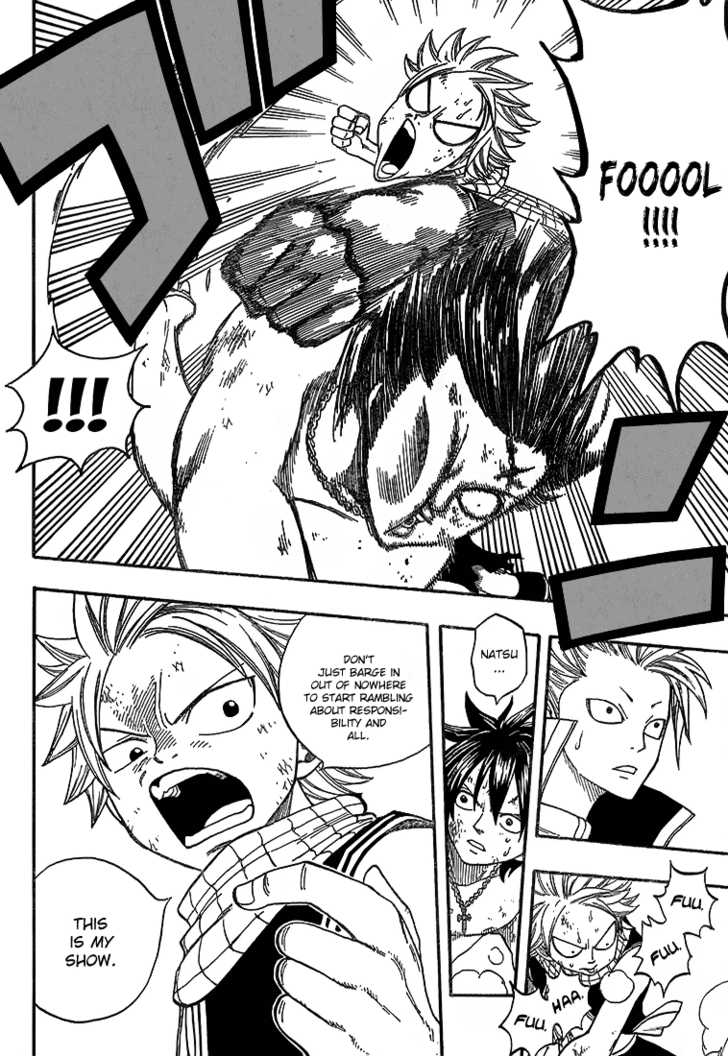 FOOOOL
!!!!
!!!
FUU.
FUU.
HAA.
FUU.
NATSU
...
DON'T
JUST BARGE IN
OUT OF NOWHERE
TO START RAMBLING
ABOUT RESPONSI-
BILITY AND
ALL.
THIS
IS MY
SHOW.